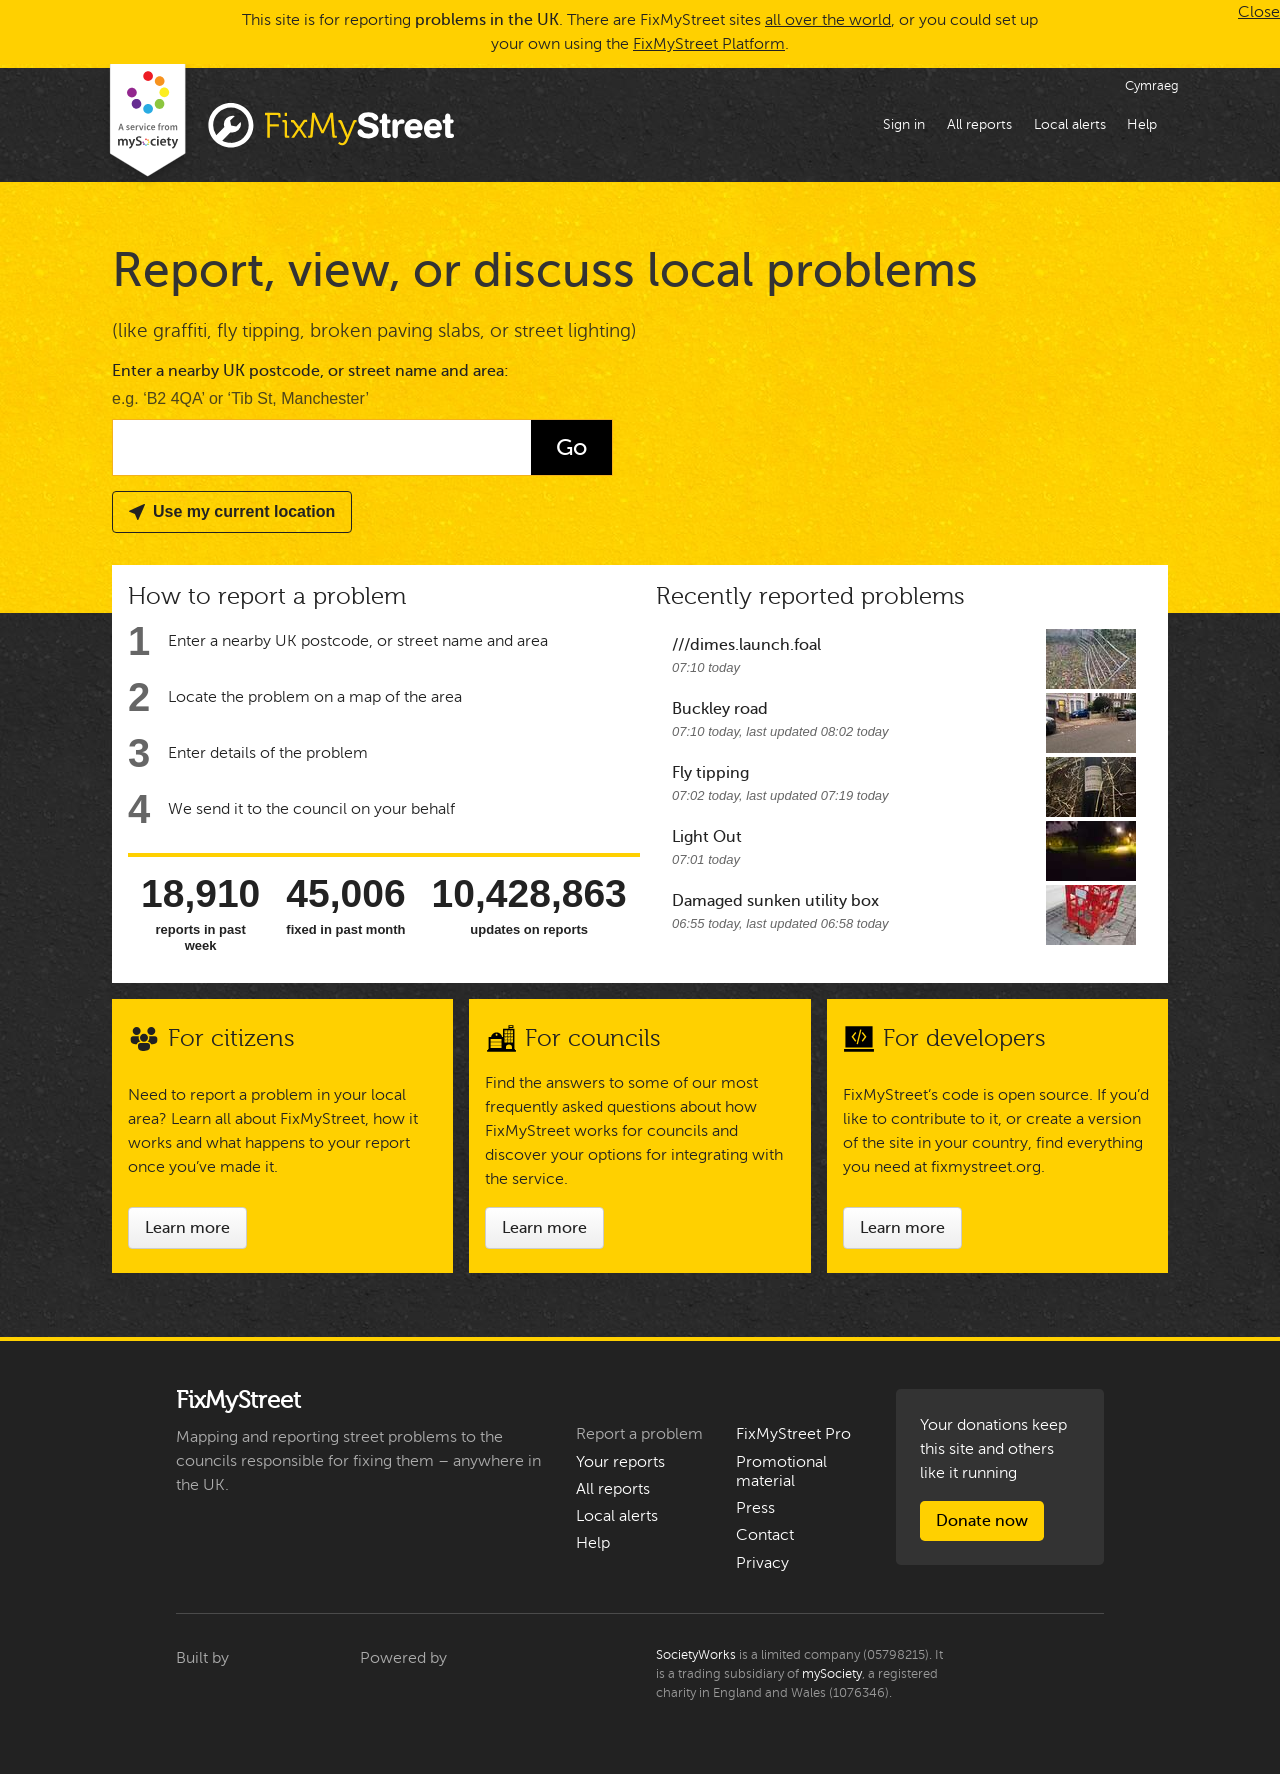 This site is for reporting problems in the UK. There are FixMyStreet sites all over the world, or you could set up
your own using the FixMyStreet Platform.
Close
Cymraeg
A service from
mySociety
FixMyStreet
Sign in
All reports
Local alerts
Help
Report, view, or discuss local problems
(like graffiti, fly tipping, broken paving slabs, or street lighting)
Enter a nearby UK postcode, or street name and area:
e.g. ‘B2 4QA’ or ‘Tib St, Manchester’
Go
Use my current location
How to report a problem
1 Enter a nearby UK postcode, or street name and area
2 Locate the problem on a map of the area
3 Enter details of the problem
4 We send it to the council on your behalf
18,910
reports in past
week
45,006
fixed in past month
10,428,863
updates on reports
Recently reported problems
///dimes.launch.foal
07:10 today
Buckley road
07:10 today, last updated 08:02 today
Fly tipping
07:02 today, last updated 07:19 today
Light Out
07:01 today
Damaged sunken utility box
06:55 today, last updated 06:58 today
For citizens
Need to report a problem in your local
area? Learn all about FixMyStreet, how it
works and what happens to your report
once you’ve made it.
Learn more
For councils
Find the answers to some of our most
frequently asked questions about how
FixMyStreet works for councils and
discover your options for integrating with
the service.
Learn more
For developers
FixMyStreet’s code is open source. If you’d
like to contribute to it, or create a version
of the site in your country, find everything
you need at fixmystreet.org.
Learn more
FixMyStreet
Mapping and reporting street problems to the
councils responsible for fixing them – anywhere in
the UK.
Report a problem
Your reports
All reports
Local alerts
Help
FixMyStreet Pro
Promotional
material
Press
Contact
Privacy
Your donations keep
this site and others
like it running
Donate now
Built by
Powered by
SocietyWorks is a limited company (05798215). It
is a trading subsidiary of mySociety, a registered
charity in England and Wales (1076346).